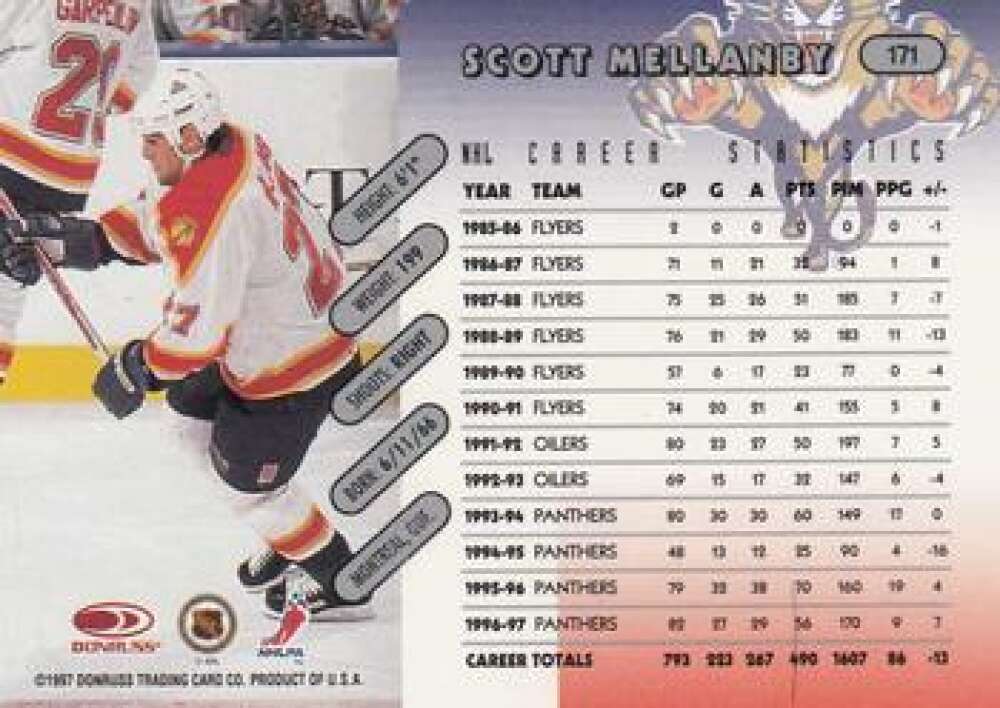 GARPENLÖ
2
27
SCOTT MELLANBY 171
NHL CAREER STATISTICS
YEAR TEAM GP G A PTS PIM PPG +/-
1985-86 FLYERS 2 0 0 0 0 0 -1
1986-87 FLYERS 71 11 21 32 94 1 8
1987-88 FLYERS 75 25 26 51 185 7 -7
1988-89 FLYERS 76 21 29 50 183 11 -13
1989-90 FLYERS 57 6 17 23 77 0 -4
1990-91 FLYERS 74 20 21 41 155 5 8
1991-92 OILERS 80 23 27 50 197 7 5
1992-93 OILERS 69 15 17 32 147 6 -4
1993-94 PANTHERS 80 30 30 60 149 17 0
1994-95 PANTHERS 48 13 12 25 90 4 -16
1995-96 PANTHERS 79 32 38 70 160 19 4
1996-97 PANTHERS 82 27 29 56 170 9 7
CAREER TOTALS 793 223 267 490 1607 86 -13
HEIGHT: 6'1"
WEIGHT: 199
SHOOTS: RIGHT
BORN: 6/11/66
MONTREAL, QUE.
DONRUSS
NHLPA
©1997 DONRUSS TRADING CARD CO. PRODUCT OF U.S.A.